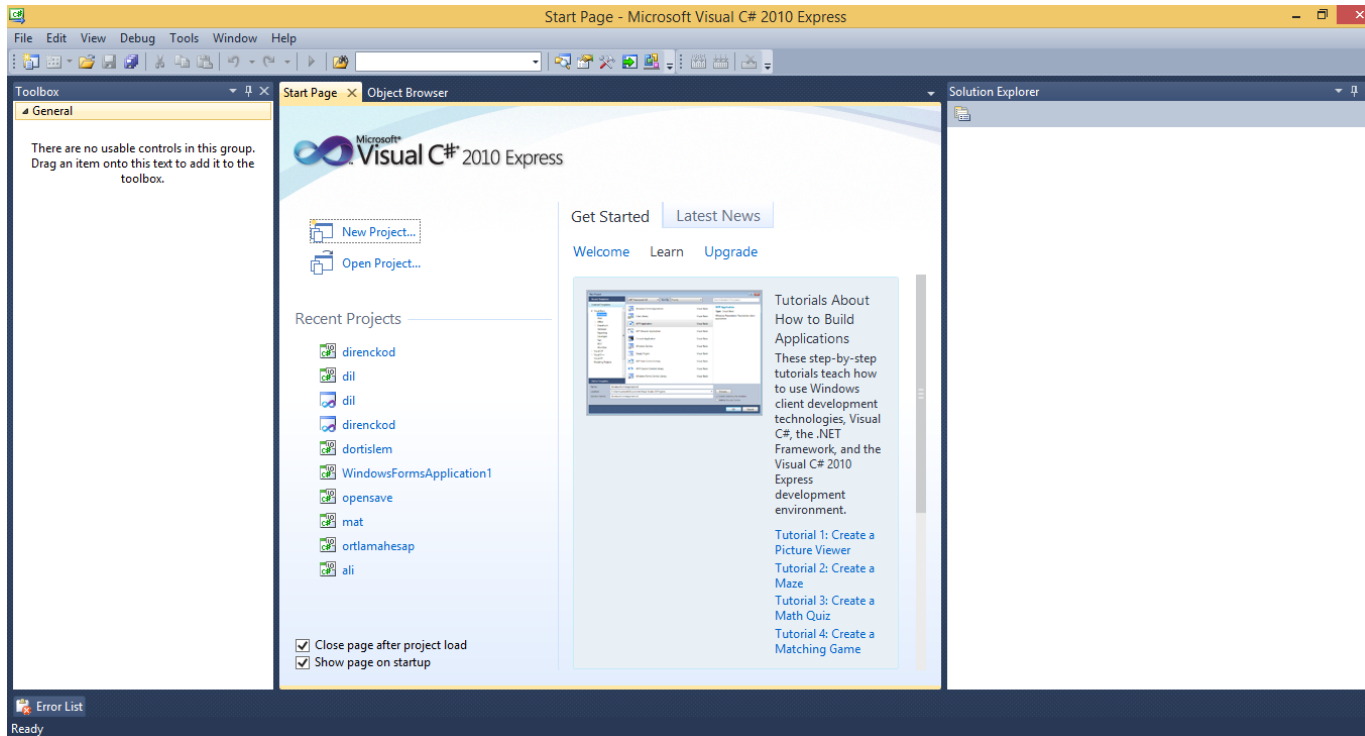 Start Page - Microsoft Visual C# 2010 Express
File Edit View Debug Tools Window Help
Toolbox
General
There are no usable controls in this group.
Drag an item onto this text to add it to the
toolbox.
Start Page
Object Browser
Microsoft®
Visual C#® 2010 Express
New Project...
Open Project...
Recent Projects
direnckod
dil
dil
direnckod
dortislem
WindowsFormsApplication1
opensave
mat
ortlamahesap
ali
Close page after project load
Show page on startup
Get Started
Latest News
Welcome Learn Upgrade
Tutorials About
How to Build
Applications
These step-by-step
tutorials teach how
to use Windows
client development
technologies, Visual
C#, the .NET
Framework, and the
Visual C# 2010
Express
development
environment.
Tutorial 1: Create a
Picture Viewer
Tutorial 2: Create a
Maze
Tutorial 3: Create a
Math Quiz
Tutorial 4: Create a
Matching Game
Solution Explorer
Error List
Ready